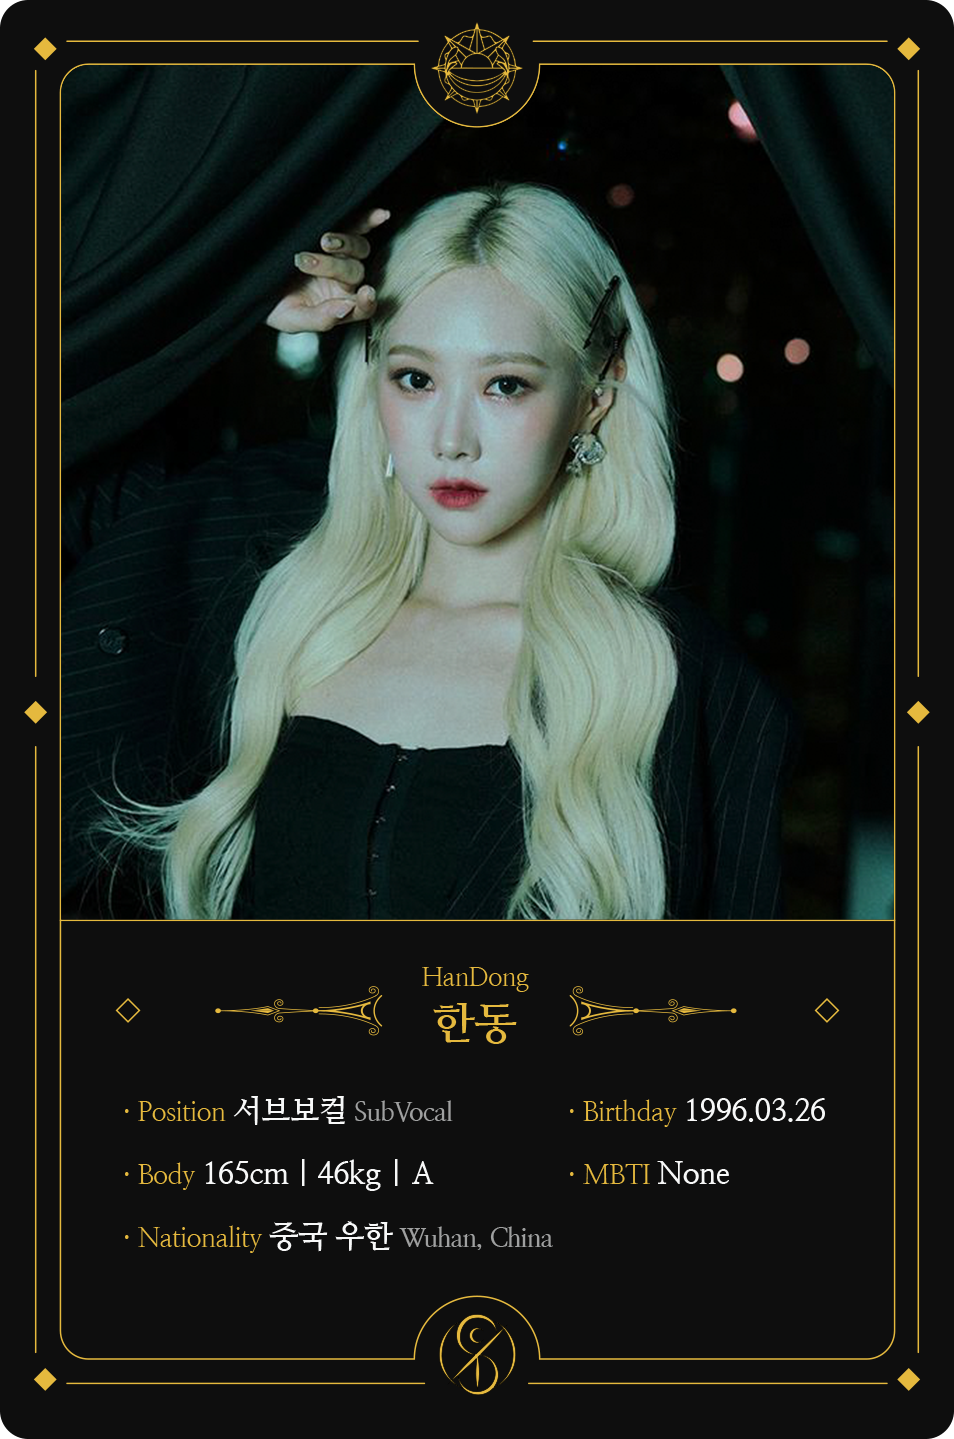 HanDong
한동
· Position 서브보컬 SubVocal
· Birthday 1996.03.26
· Body 165cm | 46kg | A
· MBTI None
· Nationality 중국 우한 Wuhan, China